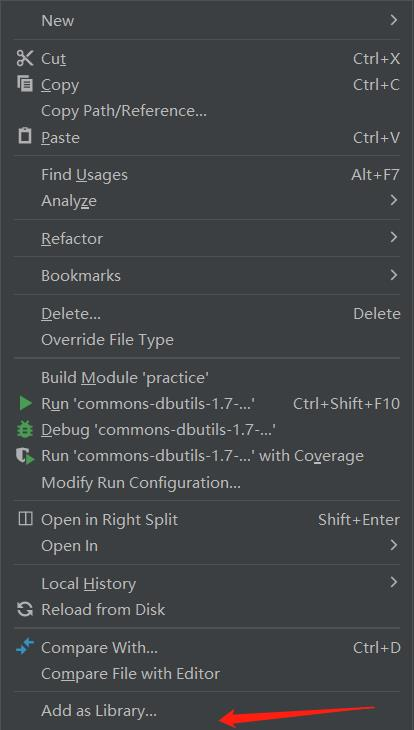 New
Cut Ctrl+X
Copy Ctrl+C
Copy Path/Reference...
Paste Ctrl+V
Find Usages Alt+F7
Analyze
Refactor
Bookmarks
Delete... Delete
Override File Type
Build Module 'practice'
Run 'commons-dbutils-1.7-...' Ctrl+Shift+F10
Debug 'commons-dbutils-1.7-...'
Run 'commons-dbutils-1.7-...' with Coverage
Modify Run Configuration...
Open in Right Split Shift+Enter
Open In
Local History
Reload from Disk
Compare With... Ctrl+D
Compare File with Editor
Add as Library...